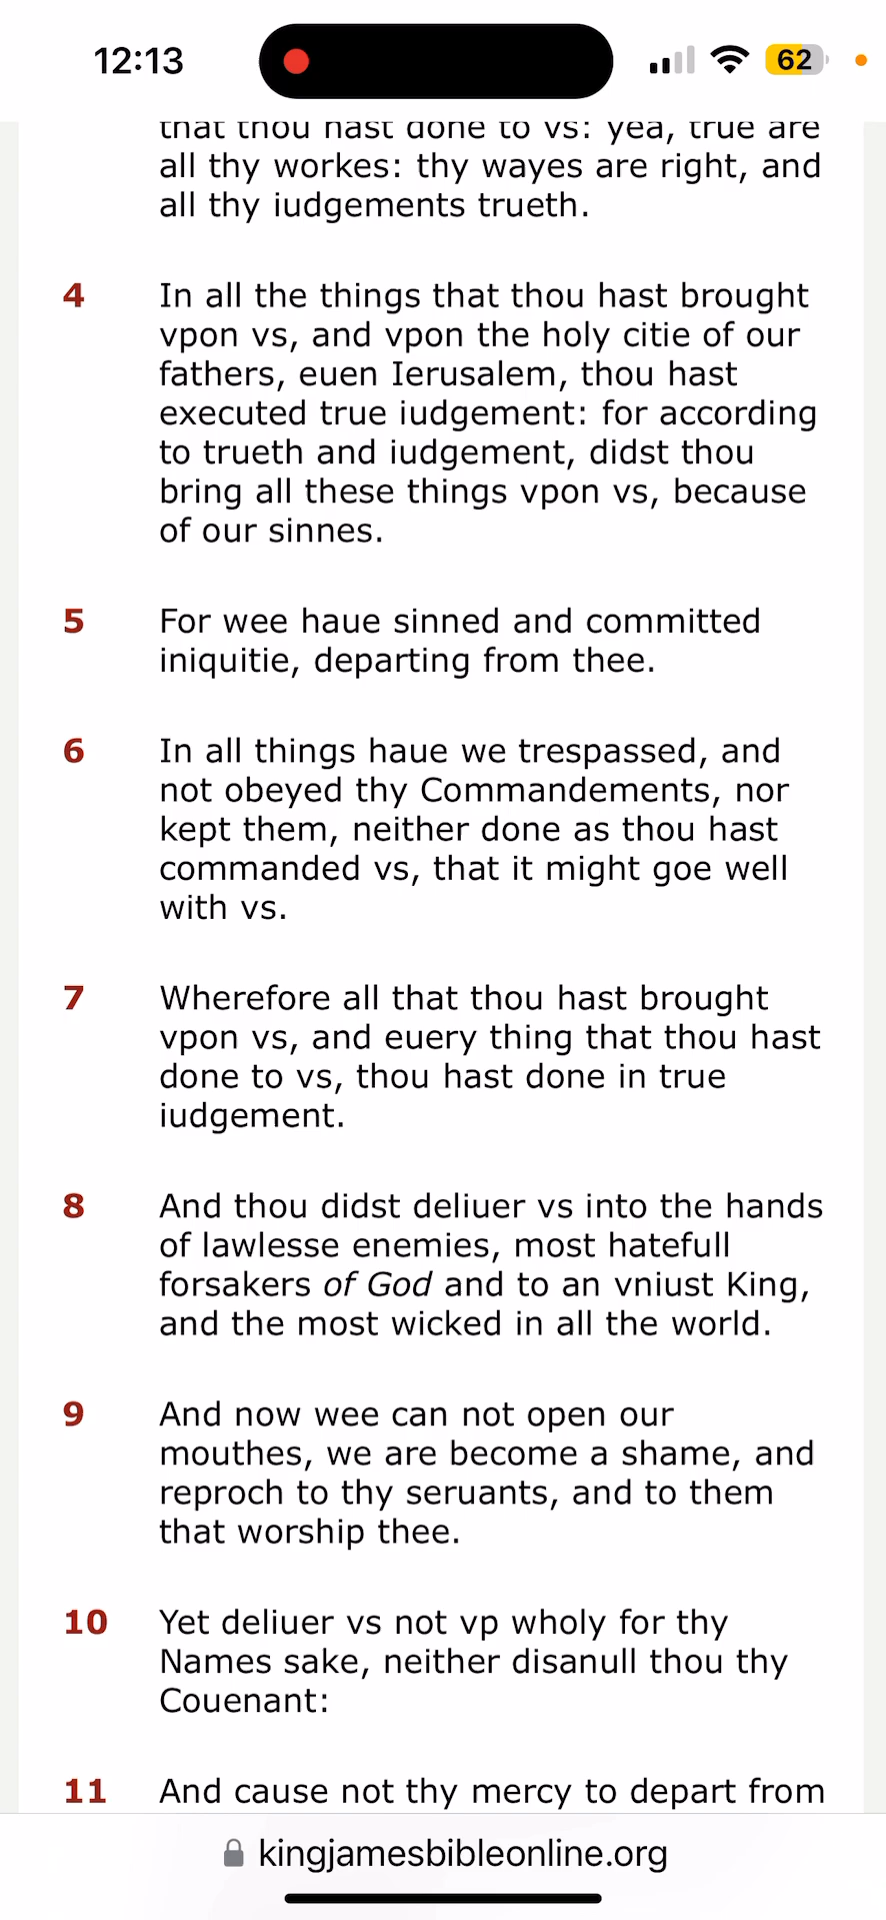 12:13
62
that thou hast done to vs: yea, true are
all thy workes: thy wayes are right, and
all thy iudgements trueth.
4 In all the things that thou hast brought
vpon vs, and vpon the holy citie of our
fathers, euen Ierusalem, thou hast
executed true iudgement: for according
to trueth and iudgement, didst thou
bring all these things vpon vs, because
of our sinnes.
5 For wee haue sinned and committed
iniquitie, departing from thee.
6 In all things haue we trespassed, and
not obeyed thy Commandements, nor
kept them, neither done as thou hast
commanded vs, that it might goe well
with vs.
7 Wherefore all that thou hast brought
vpon vs, and euery thing that thou hast
done to vs, thou hast done in true
iudgement.
8 And thou didst deliuer vs into the hands
of lawlesse enemies, most hatefull
forsakers of God and to an vniust King,
and the most wicked in all the world.
9 And now wee can not open our
mouthes, we are become a shame, and
reproch to thy seruants, and to them
that worship thee.
10 Yet deliuer vs not vp wholy for thy
Names sake, neither disanull thou thy
Couenant:
11 And cause not thy mercy to depart from
kingjamesbibleonline.org